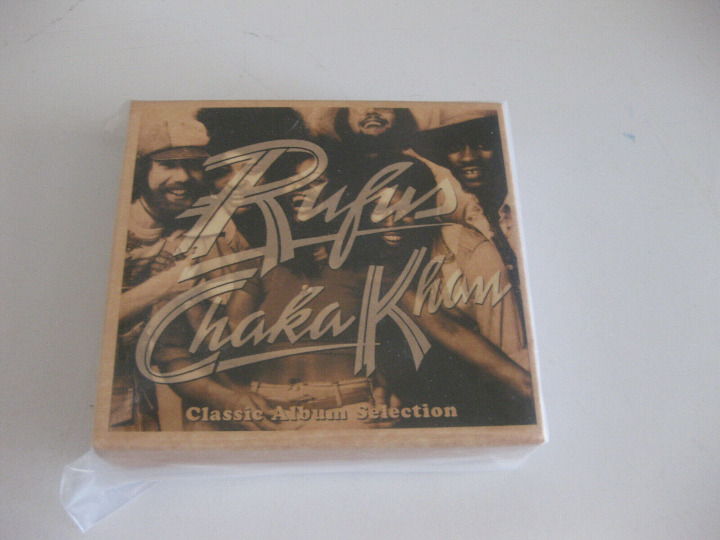 Rufus
Chaka Khan
Classic Album Selection